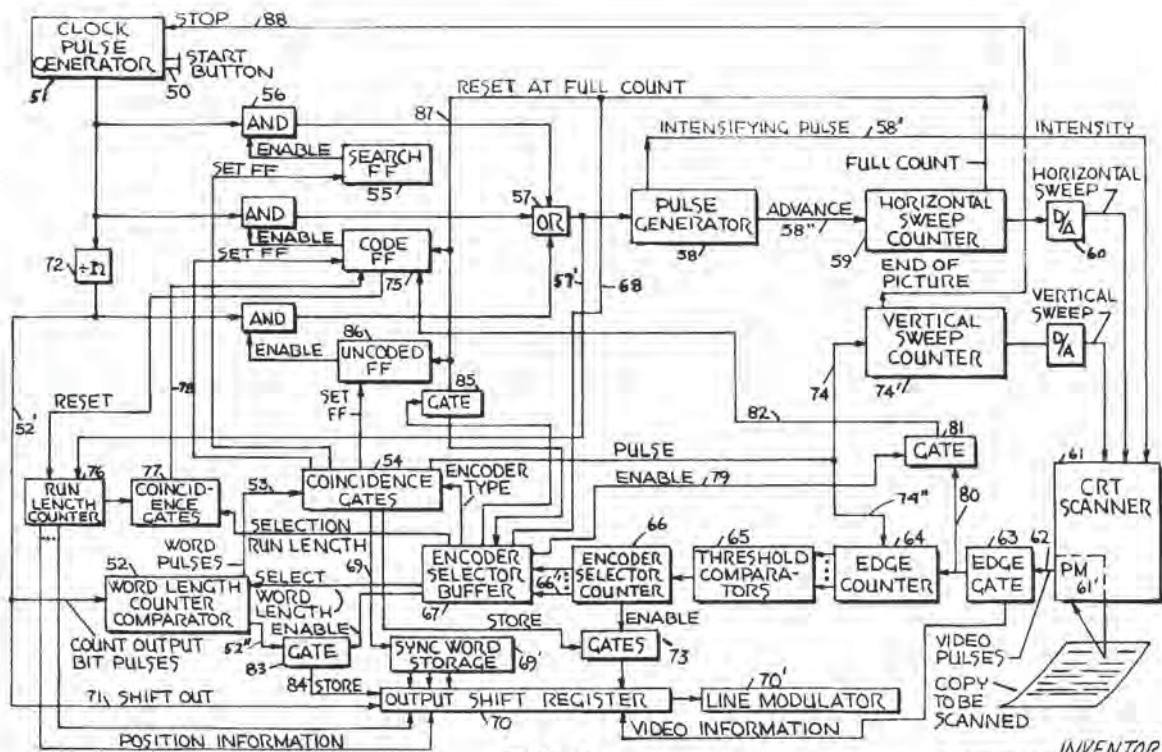 STOP 88
CLOCK
PULSE
GENERATOR
51
START
BUTTON
50
56
AND
ENABLE
SET FF
SEARCH
FF
55
87
RESET AT FULL COUNT
INTENSIFYING PULSE 58'
INTENSITY
FULL COUNT
HORIZONTAL
SWEEP
AND
ENABLE
SET FF
CODE
FF
75
57
OR
57'
68
PULSE
GENERATOR
58
ADVANCE
58"
HORIZONTAL
SWEEP
COUNTER
59
D/A
60
END OF
PICTURE
72
÷n
AND
ENABLE
86
UNCODED
FF
SET
FF
85
GATE
VERTICAL
SWEEP
COUNTER
74'
74
D/A
VERTICAL
SWEEP
52'
RESET
78
82
81
GATE
PULSE
ENABLE 79
80
74"
76
RUN
LENGTH
COUNTER
77
COINCID-
ENCE
GATES
53
54
COINCIDENCE
GATES
ENCODER
TYPE
SELECTION
RUN LENGTH
WORD
PULSES
69
66
ENCODER
SELECTOR
BUFFER
67
66'
ENCODER
SELECTOR
COUNTER
65
THRESHOLD
COMPARA-
TORS
64
EDGE
COUNTER
63
EDGE
GATE
62
61
CRT
SCANNER
PM
61'
52
WORD LENGTH
COUNTER
COMPARATOR
SELECT
WORD
LENGTH
ENABLE
STORE
ENABLE
COUNT OUTPUT
BIT PULSES
52"
GATE
83
84
STORE
SYNC WORD
STORAGE
69'
GATES
73
VIDEO
PULSES
COPY
TO BE
SCANNED
71
SHIFT OUT
OUTPUT SHIFT REGISTER
70
LINE MODULATOR
70'
VIDEO INFORMATION
POSITION INFORMATION
INVENTOR